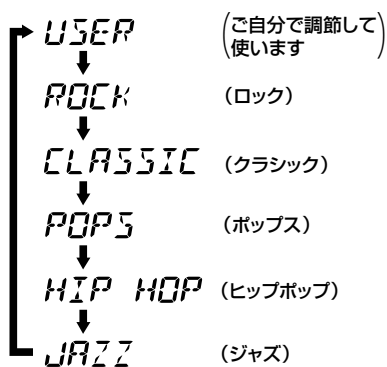 USER (ご自分で調節して
使います)
ROCK (ロック)
CLASSIC (クラシック)
POPS (ポップス)
HIP HOP (ヒップポップ)
JAZZ (ジャズ)